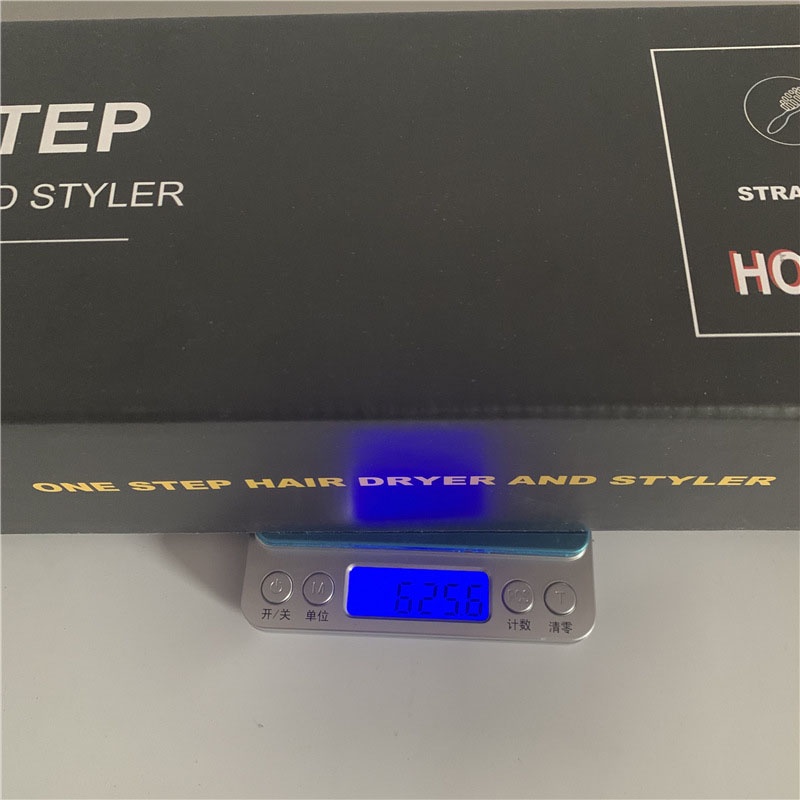 TEP
D STYLER
STRA
HO
ONE STEP HAIR DRYER AND STYLER
M 6256 PCS T
开/关 单位 计数 清零